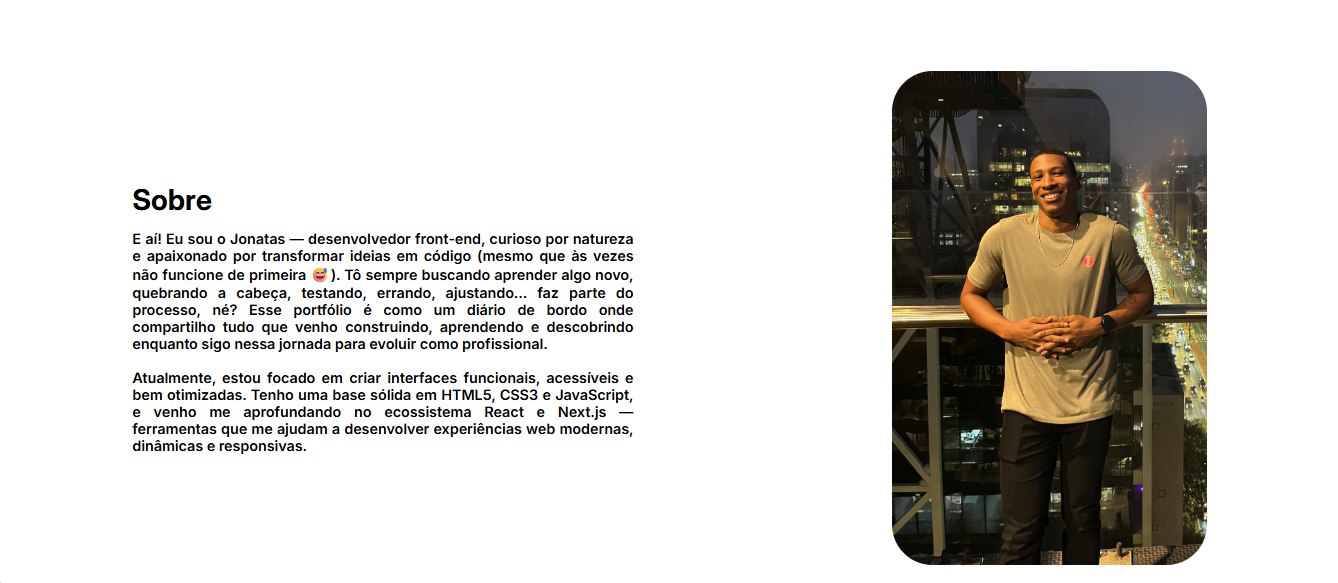 Sobre
E aí! Eu sou o Jonatas — desenvolvedor front-end, curioso por natureza
e apaixonado por transformar ideias em código (mesmo que às vezes
não funcione de primeira 😅). Tô sempre buscando aprender algo novo,
quebrando a cabeça, testando, errando, ajustando... faz parte do
processo, né? Esse portfólio é como um diário de bordo onde
compartilho tudo que venho construindo, aprendendo e descobrindo
enquanto sigo nessa jornada para evoluir como profissional.
Atualmente, estou focado em criar interfaces funcionais, acessíveis e
bem otimizadas. Tenho uma base sólida em HTML5, CSS3 e JavaScript,
e venho me aprofundando no ecossistema React e Next.js —
ferramentas que me ajudam a desenvolver experiências web modernas,
dinâmicas e responsivas.